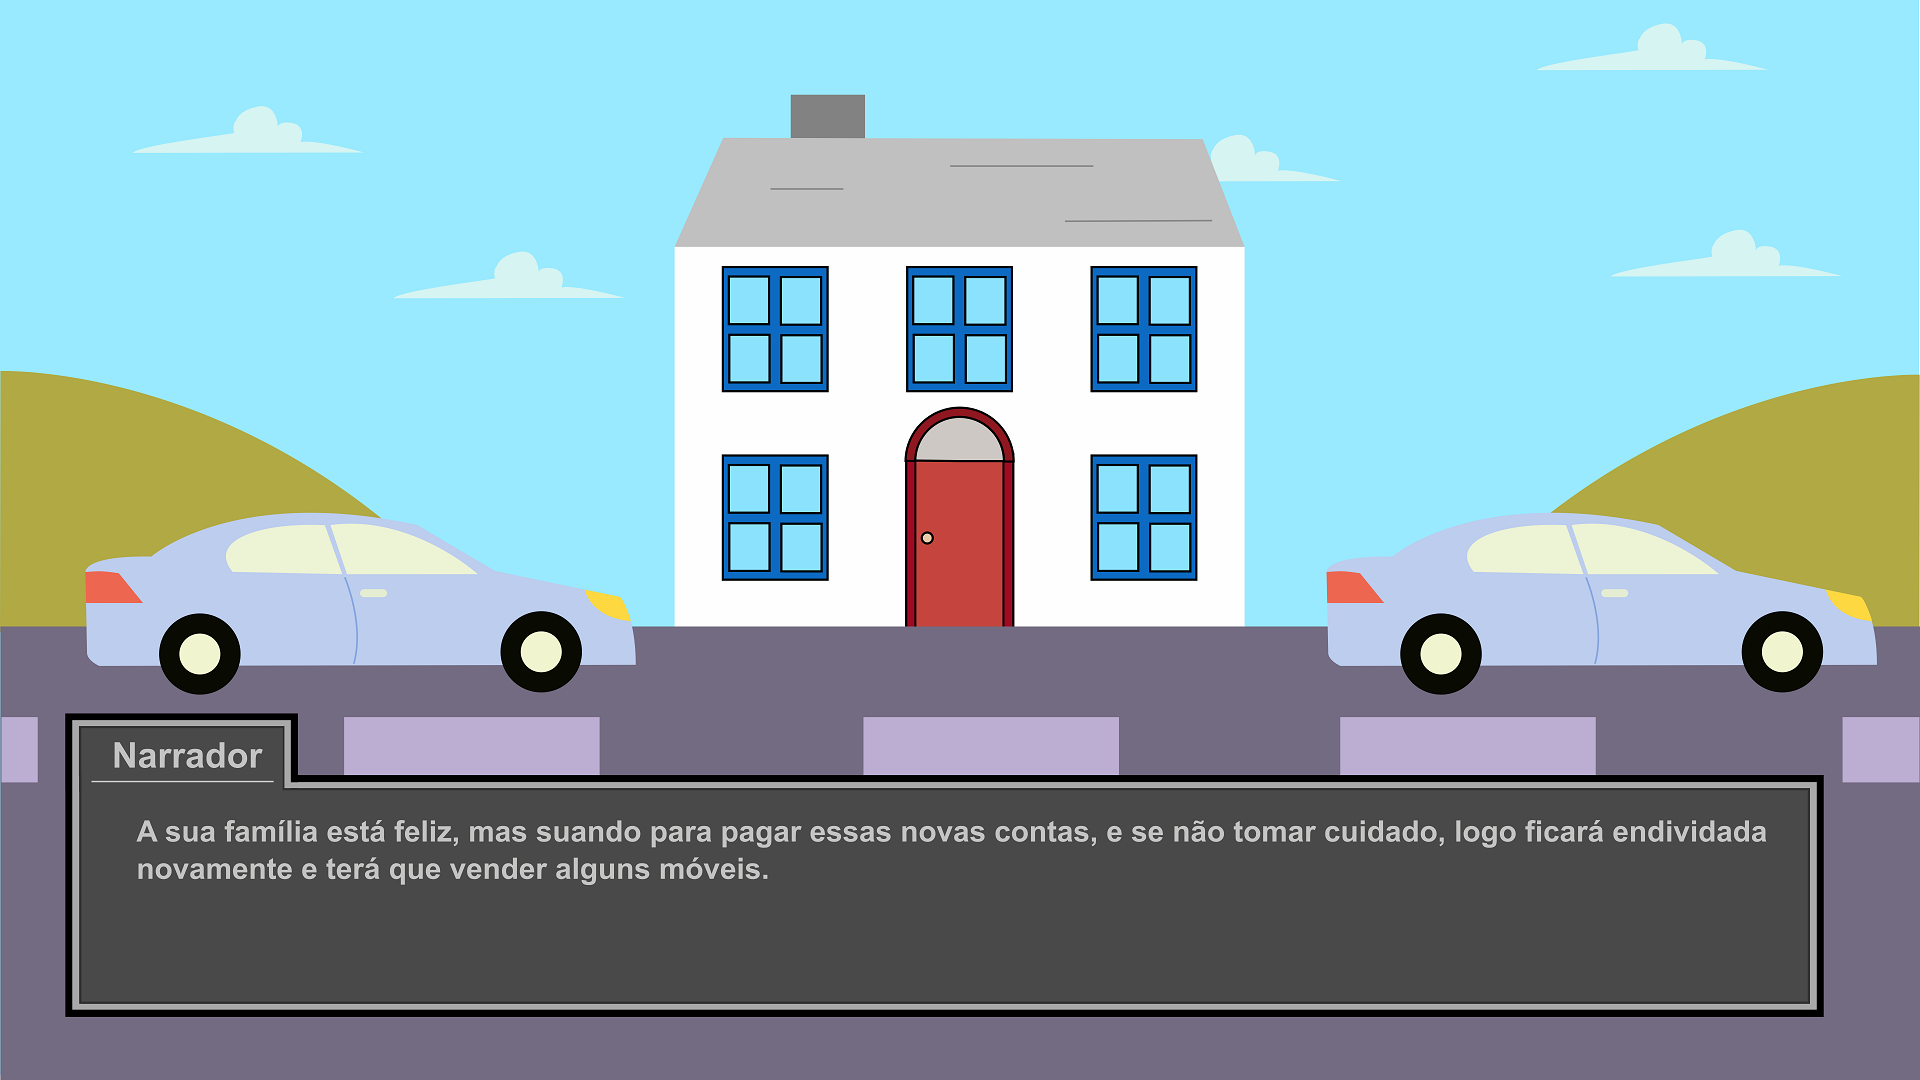 Narrador
A sua família está feliz, mas suando para pagar essas novas contas, e se não tomar cuidado, logo ficará endividada
novamente e terá que vender alguns móveis.